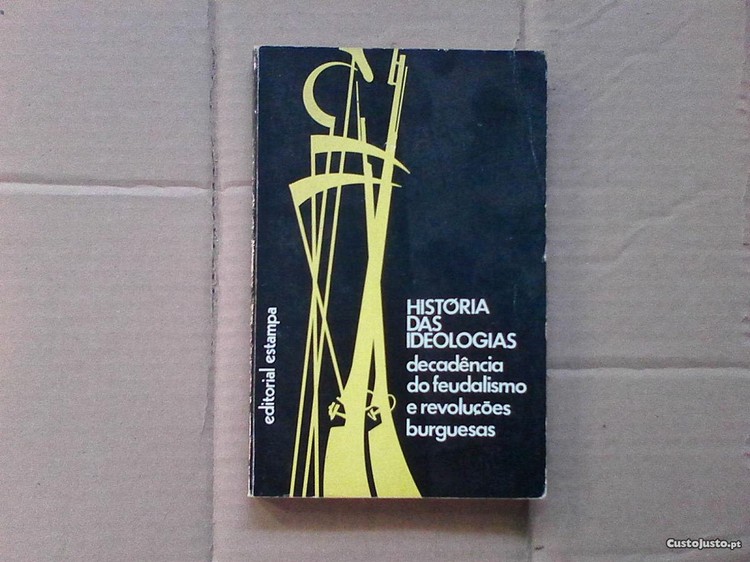 HISTÓRIA
DAS
IDEOLOGIAS
decadência
do feudalismo
e revoluções
burguesas
editorial estampa
CustoJusto.pt